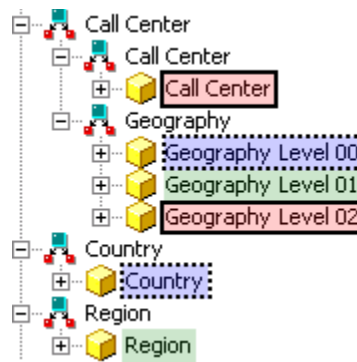 Call Center
Call Center
Call Center
Geography
Geography Level 00
Geography Level 01
Geography Level 02
Country
Country
Region
Region